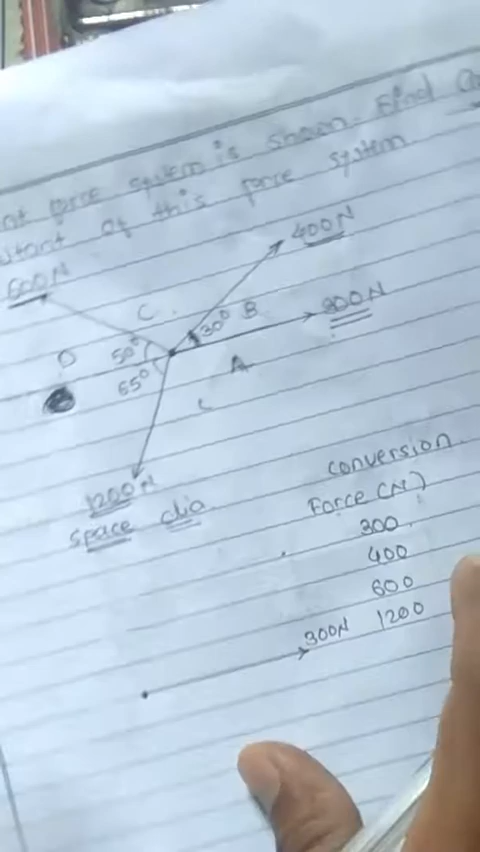 force system is shown. Find
of this force system
400N
600N
C.
30° B
300N
D
50°
65°
A
1200N
space dia
conversion
Force (N)
300
400
600
1200
300N